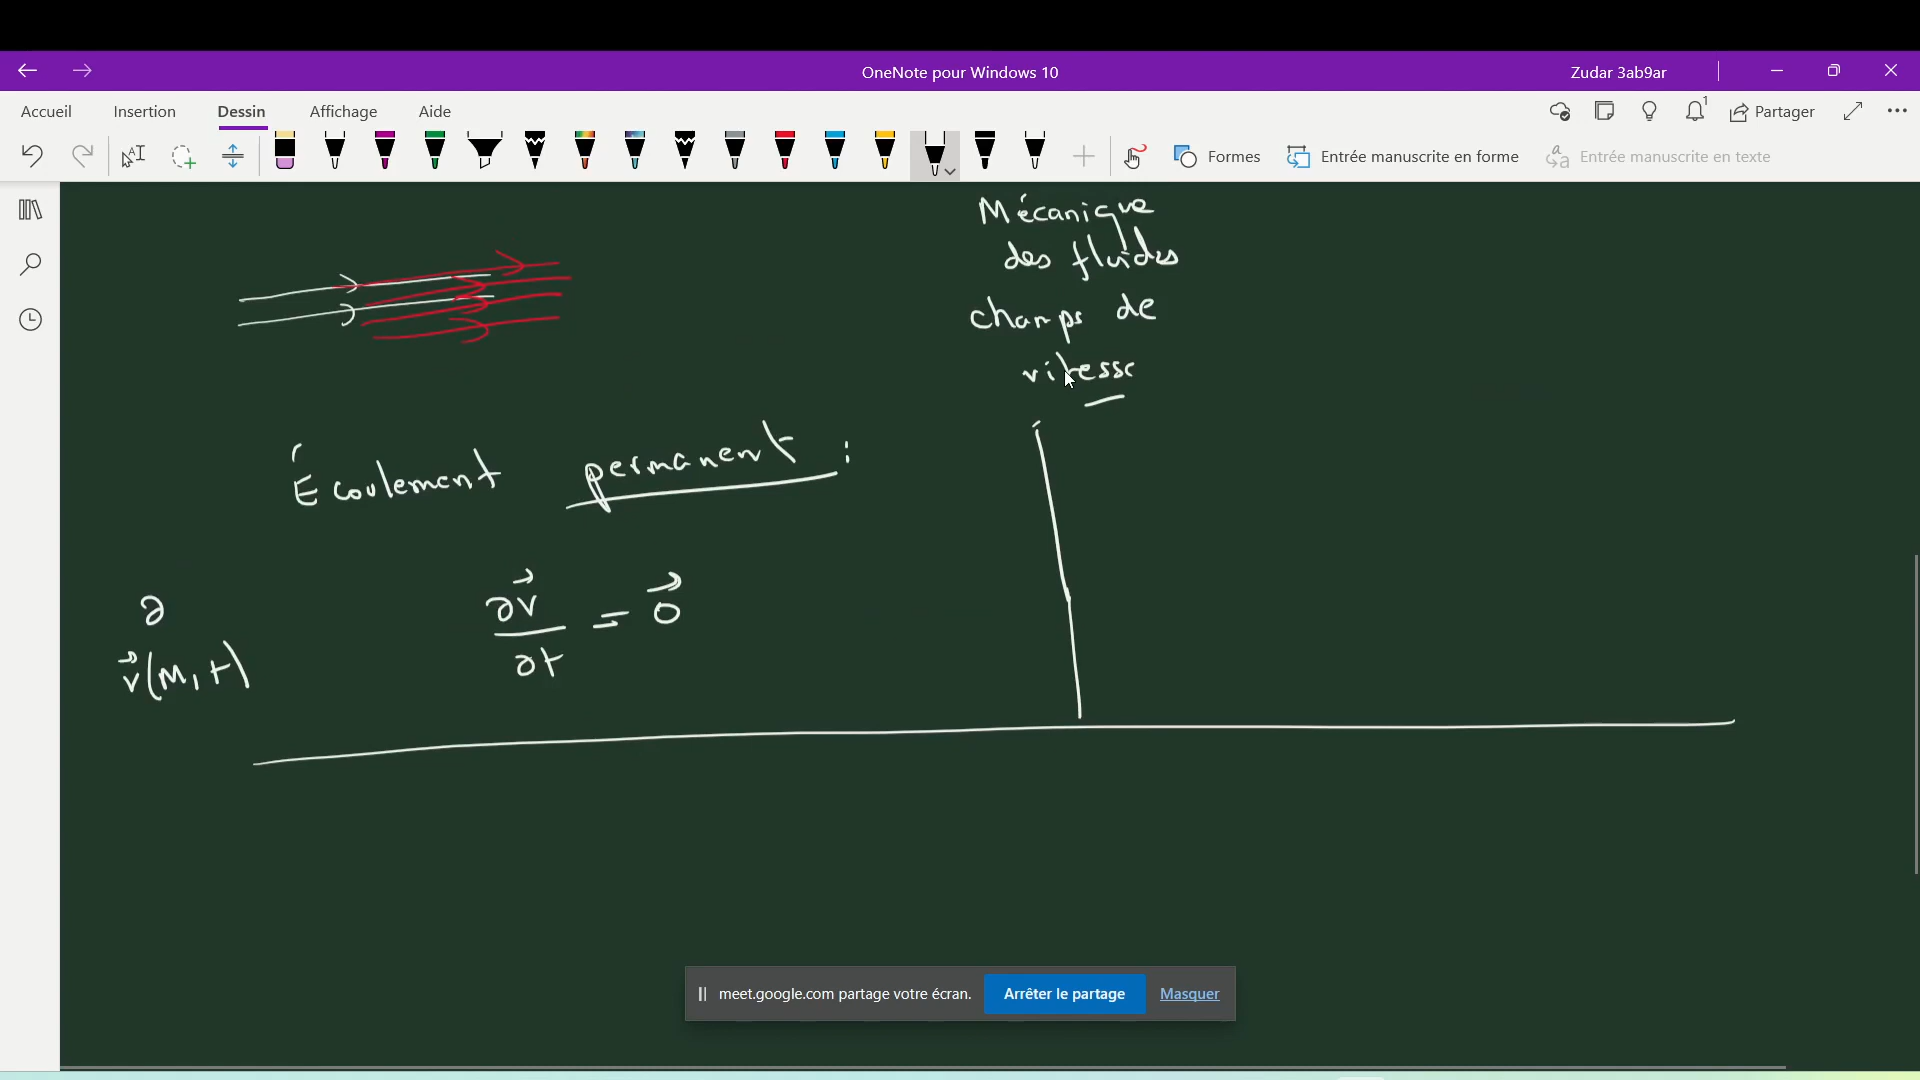 OneNote pour Windows 10
Zudar 3ab9ar
Accueil Insertion Dessin Affichage Aide
1
Partager
Formes
Entrée manuscrite en forme
Entrée manuscrite en texte
Mécanique
des fluides
champs de
vitesse
Écoulement permanent :
∂
v⃗(M, t)
∂v⃗/∂t = 0⃗
meet.google.com partage votre écran.
Arrêter le partage
Masquer